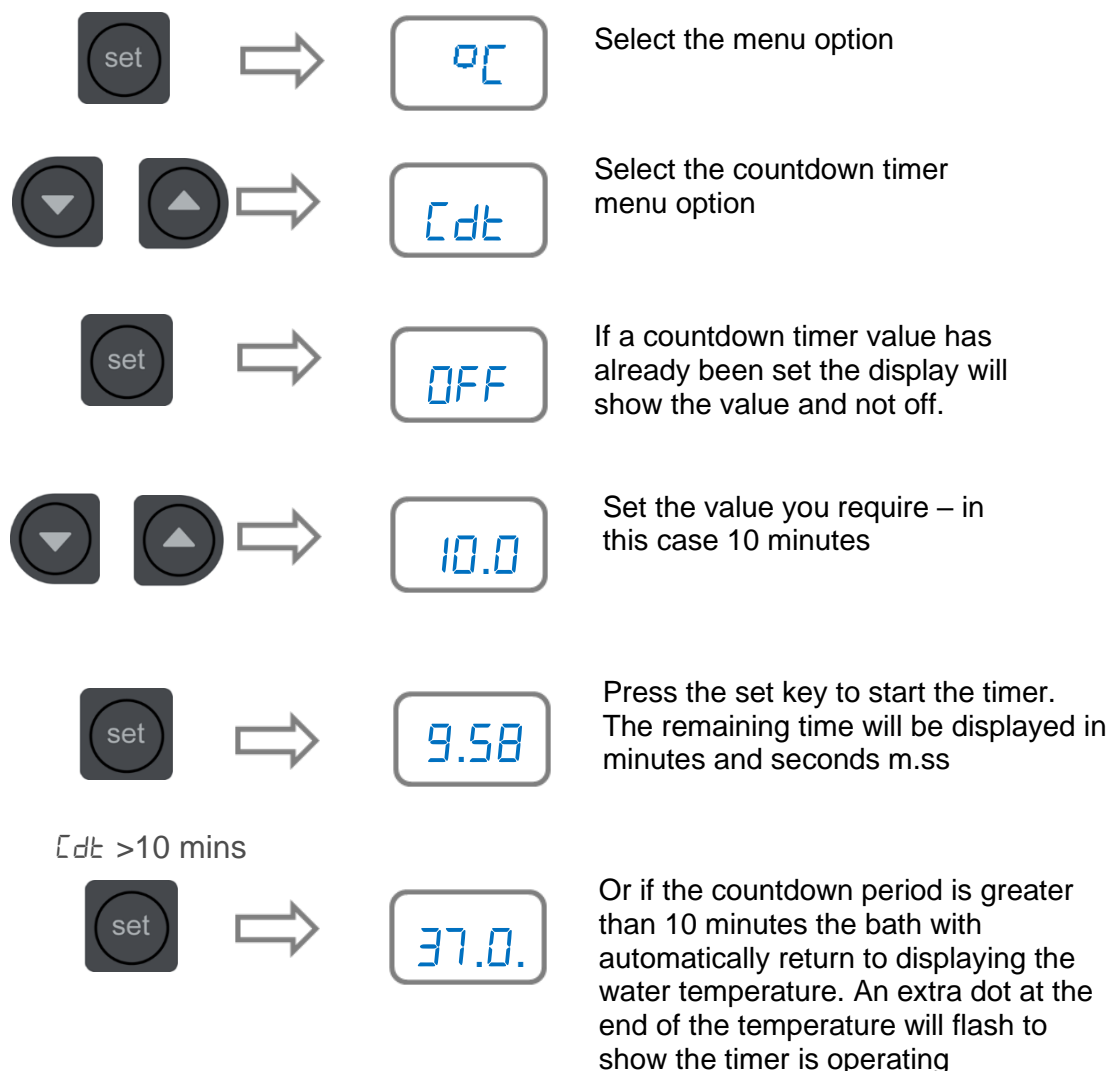 set
°C
Select the menu option
Cdt
Select the countdown timer
menu option
set
OFF
If a countdown timer value has
already been set the display will
show the value and not off.
10.0
Set the value you require – in
this case 10 minutes
set
9.58
Press the set key to start the timer.
The remaining time will be displayed in
minutes and seconds m.ss
Cdt >10 mins
set
37.0.
Or if the countdown period is greater
than 10 minutes the bath with
automatically return to displaying the
water temperature. An extra dot at the
end of the temperature will flash to
show the timer is operating